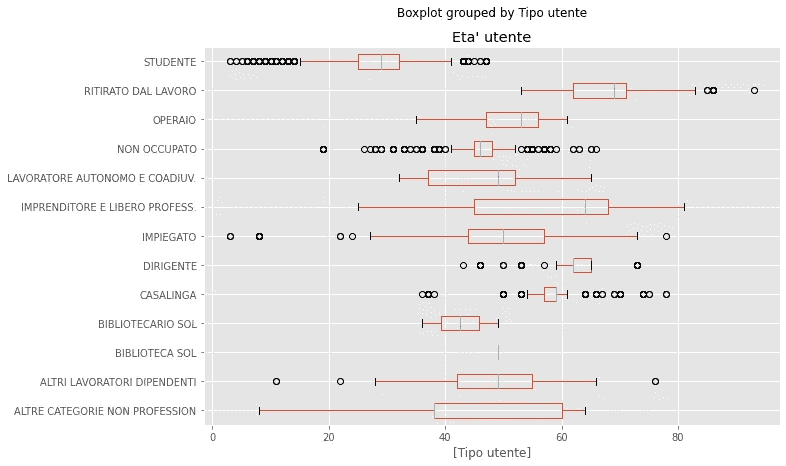 Boxplot grouped by Tipo utente
Eta' utente
STUDENTE
RITIRATO DAL LAVORO
OPERAIO
NON OCCUPATO
LAVORATORE AUTONOMO E COADIUV.
IMPRENDITORE E LIBERO PROFESS.
IMPIEGATO
DIRIGENTE
CASALINGA
BIBLIOTECARIO SOL
BIBLIOTECA SOL
ALTRI LAVORATORI DIPENDENTI
ALTRE CATEGORIE NON PROFESSION
0 20 40 60 80
[Tipo utente]